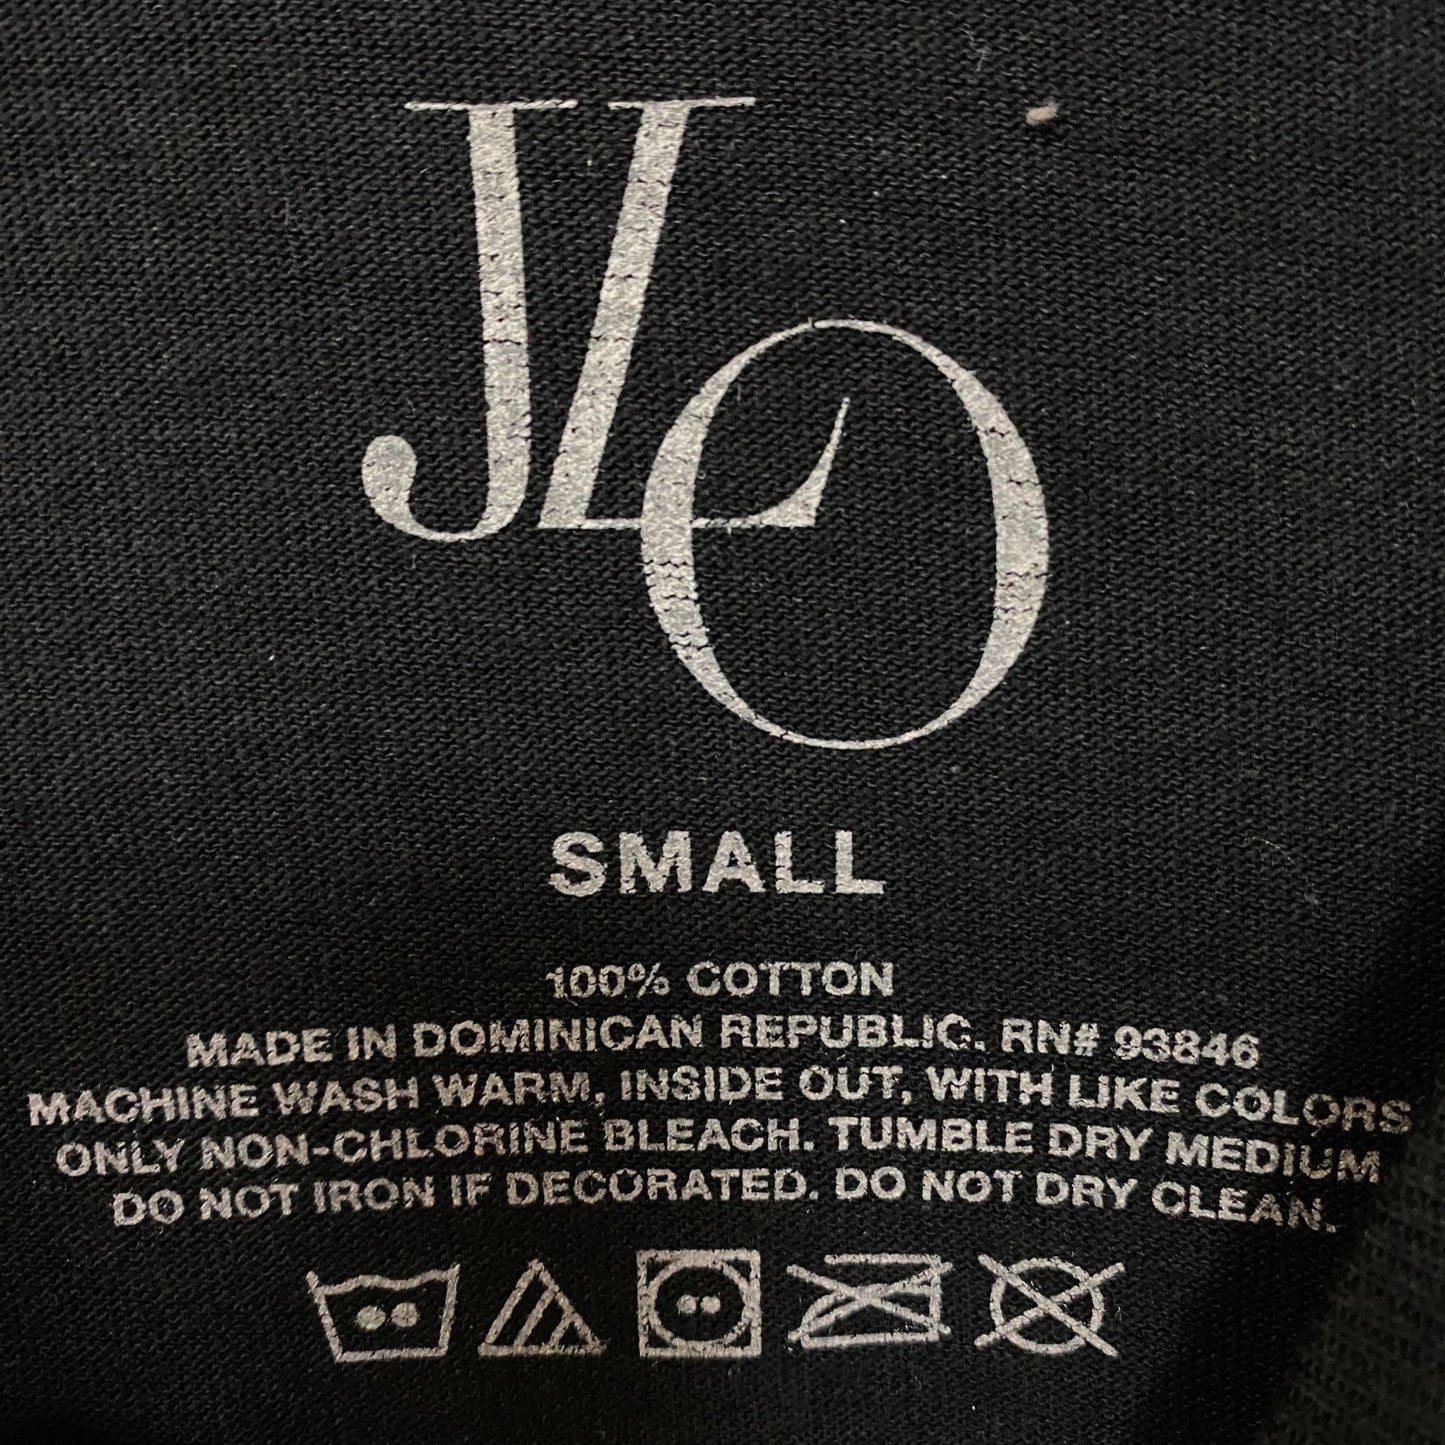 JLO
SMALL
100% COTTON
MADE IN DOMINICAN REPUBLIC. RN# 93846
MACHINE WASH WARM, INSIDE OUT, WITH LIKE COLORS
ONLY NON-CHLORINE BLEACH. TUMBLE DRY MEDIUM
DO NOT IRON IF DECORATED. DO NOT DRY CLEAN.